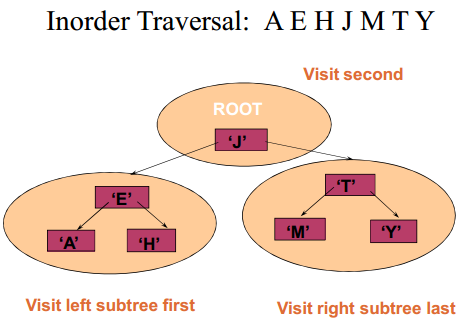 Inorder Traversal: A E H J M T Y
Visit second
ROOT
‘J’
‘E’
‘T’
‘A’
‘H’
‘M’
‘Y’
Visit left subtree first
Visit right subtree last